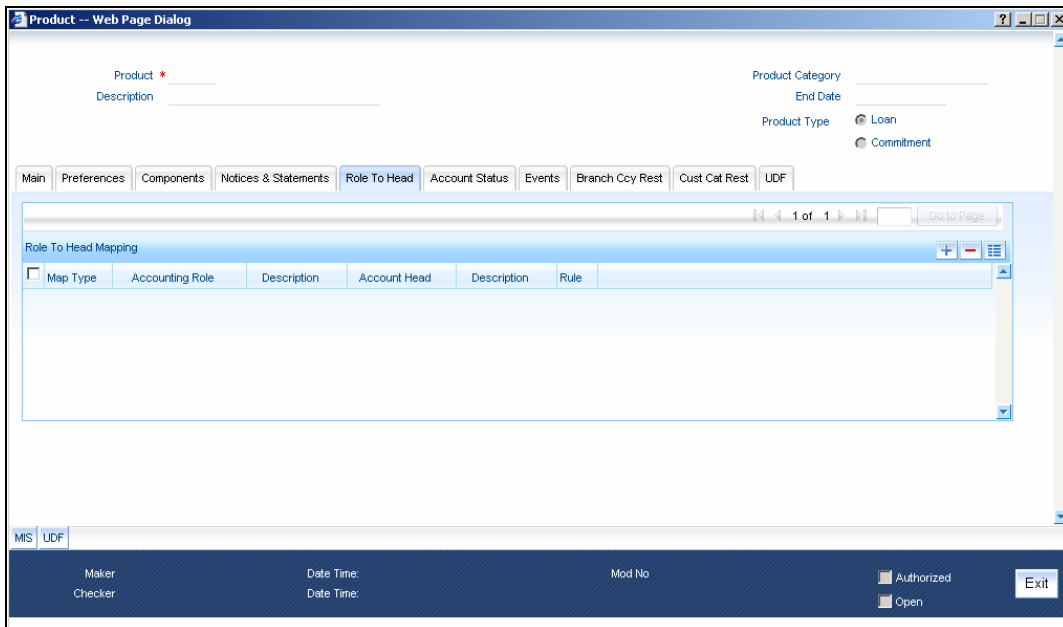 Product -- Web Page Dialog
Product *
Product Category
Description
End Date
Product Type Loan
Commitment
Main Preferences Components Notices & Statements Role To Head Account Status Events Branch Ccy Rest Cust Cat Rest UDF
1 of 1 Go to Page
Role To Head Mapping
Map Type Accounting Role Description Account Head Description Rule
MIS UDF
Maker Date Time: Mod No Authorized
Checker Date Time: Open
Exit